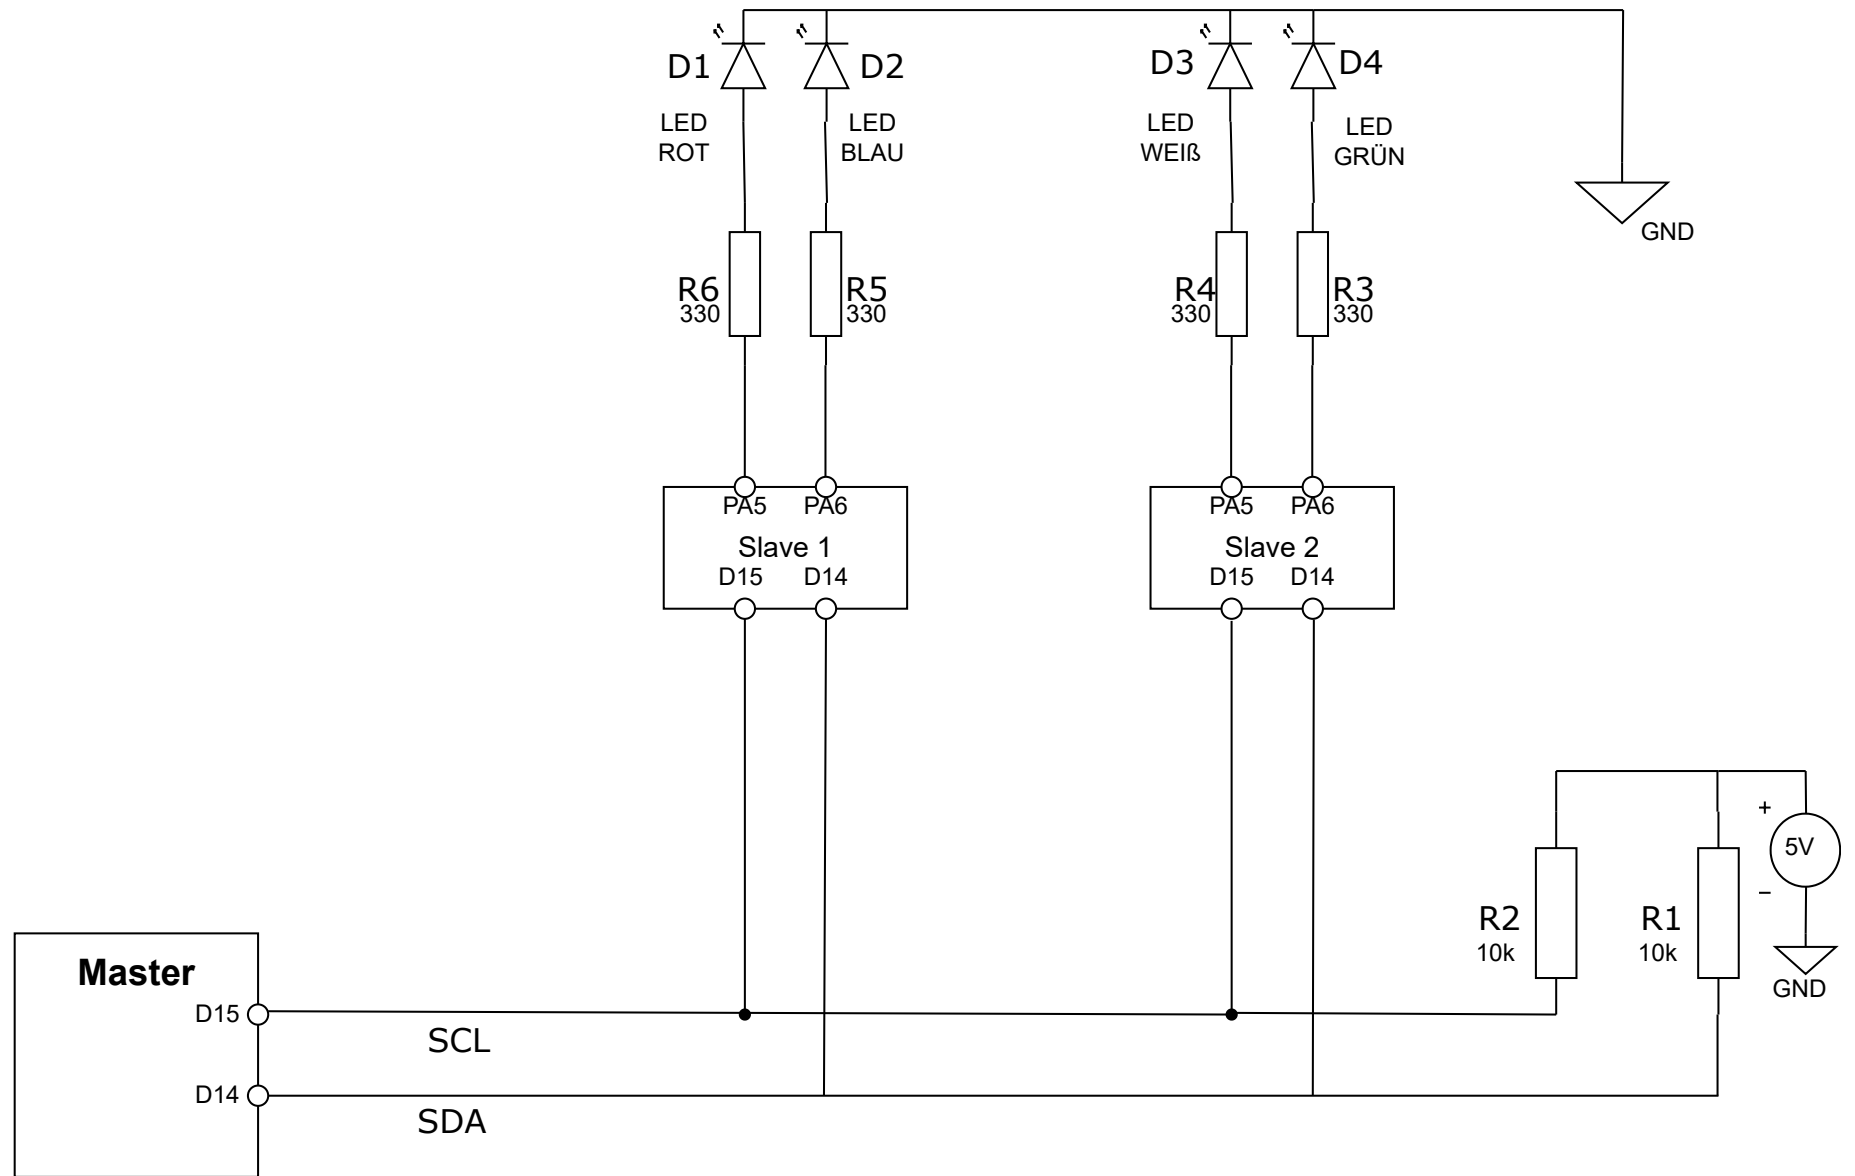 D1
D2
D3
D4
LED
ROT
LED
BLAU
LED
WEIß
LED
GRÜN
GND
R6
330
R5
330
R4
330
R3
330
PA5
PA6
Slave 1
D15
D14
PA5
PA6
Slave 2
D15
D14
+
5V
−
R2
10k
R1
10k
GND
Master
D15
SCL
D14
SDA